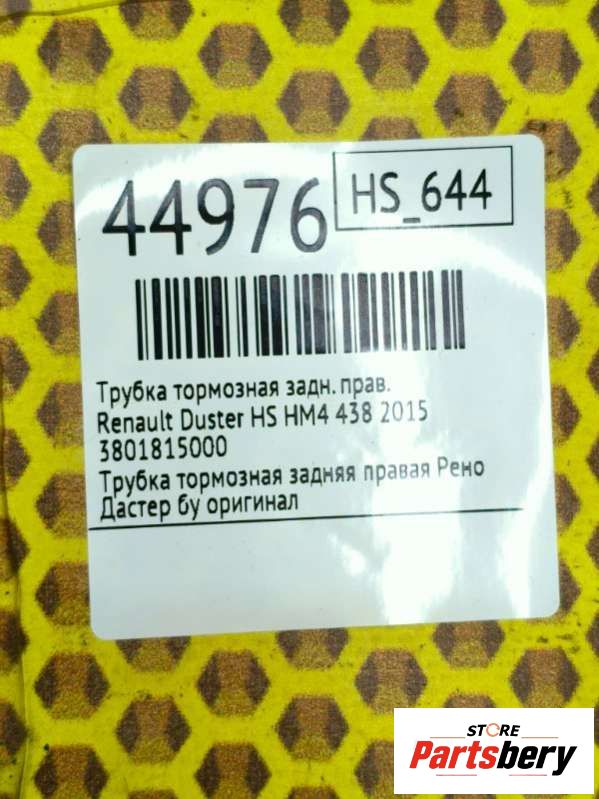 44976
HS_644
Трубка тормозная задн. прав.
Renault Duster HS HM4 438 2015
3801815000
Трубка тормозная задняя правая Рено
Дастер бу оригинал
STORE
Partsbery